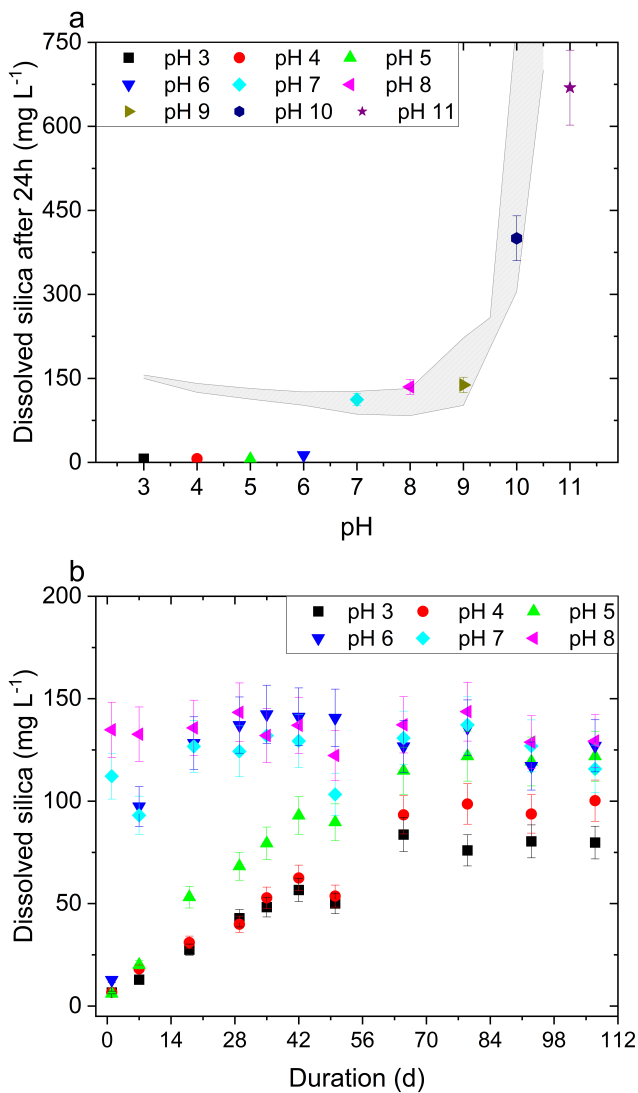 a
750
600
450
300
150
0
Dissolved silica after 24h (mg L-1)
pH 3 pH 4 pH 5
pH 6 pH 7 pH 8
pH 9 pH 10 pH 11
3 4 5 6 7 8 9 10 11
pH
b
200
150
100
50
0
Dissolved silica (mg L-1)
pH 3 pH 4 pH 5
pH 6 pH 7 pH 8
0 14 28 42 56 70 84 98 112
Duration (d)